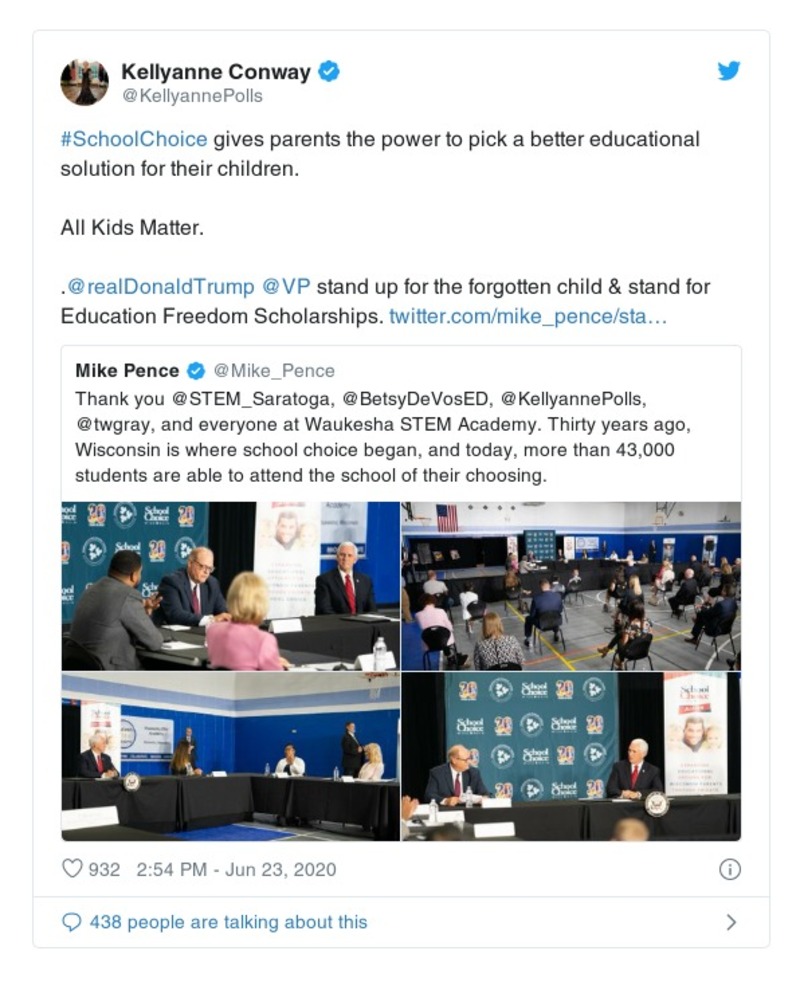 Kellyanne Conway
@KellyannePolls
#SchoolChoice gives parents the power to pick a better educational
solution for their children.
All Kids Matter.
.@realDonaldTrump @VP stand up for the forgotten child & stand for
Education Freedom Scholarships. twitter.com/mike_pence/sta…
Mike Pence @Mike_Pence
Thank you @STEM_Saratoga, @BetsyDeVosED, @KellyannePolls,
@twgray, and everyone at Waukesha STEM Academy. Thirty years ago,
Wisconsin is where school choice began, and today, more than 43,000
students are able to attend the school of their choosing.
School
Choice
School
School
Choice
20
School
Choice
20
School
Choice
School
Choice
School
Choice
932 2:54 PM - Jun 23, 2020
438 people are talking about this